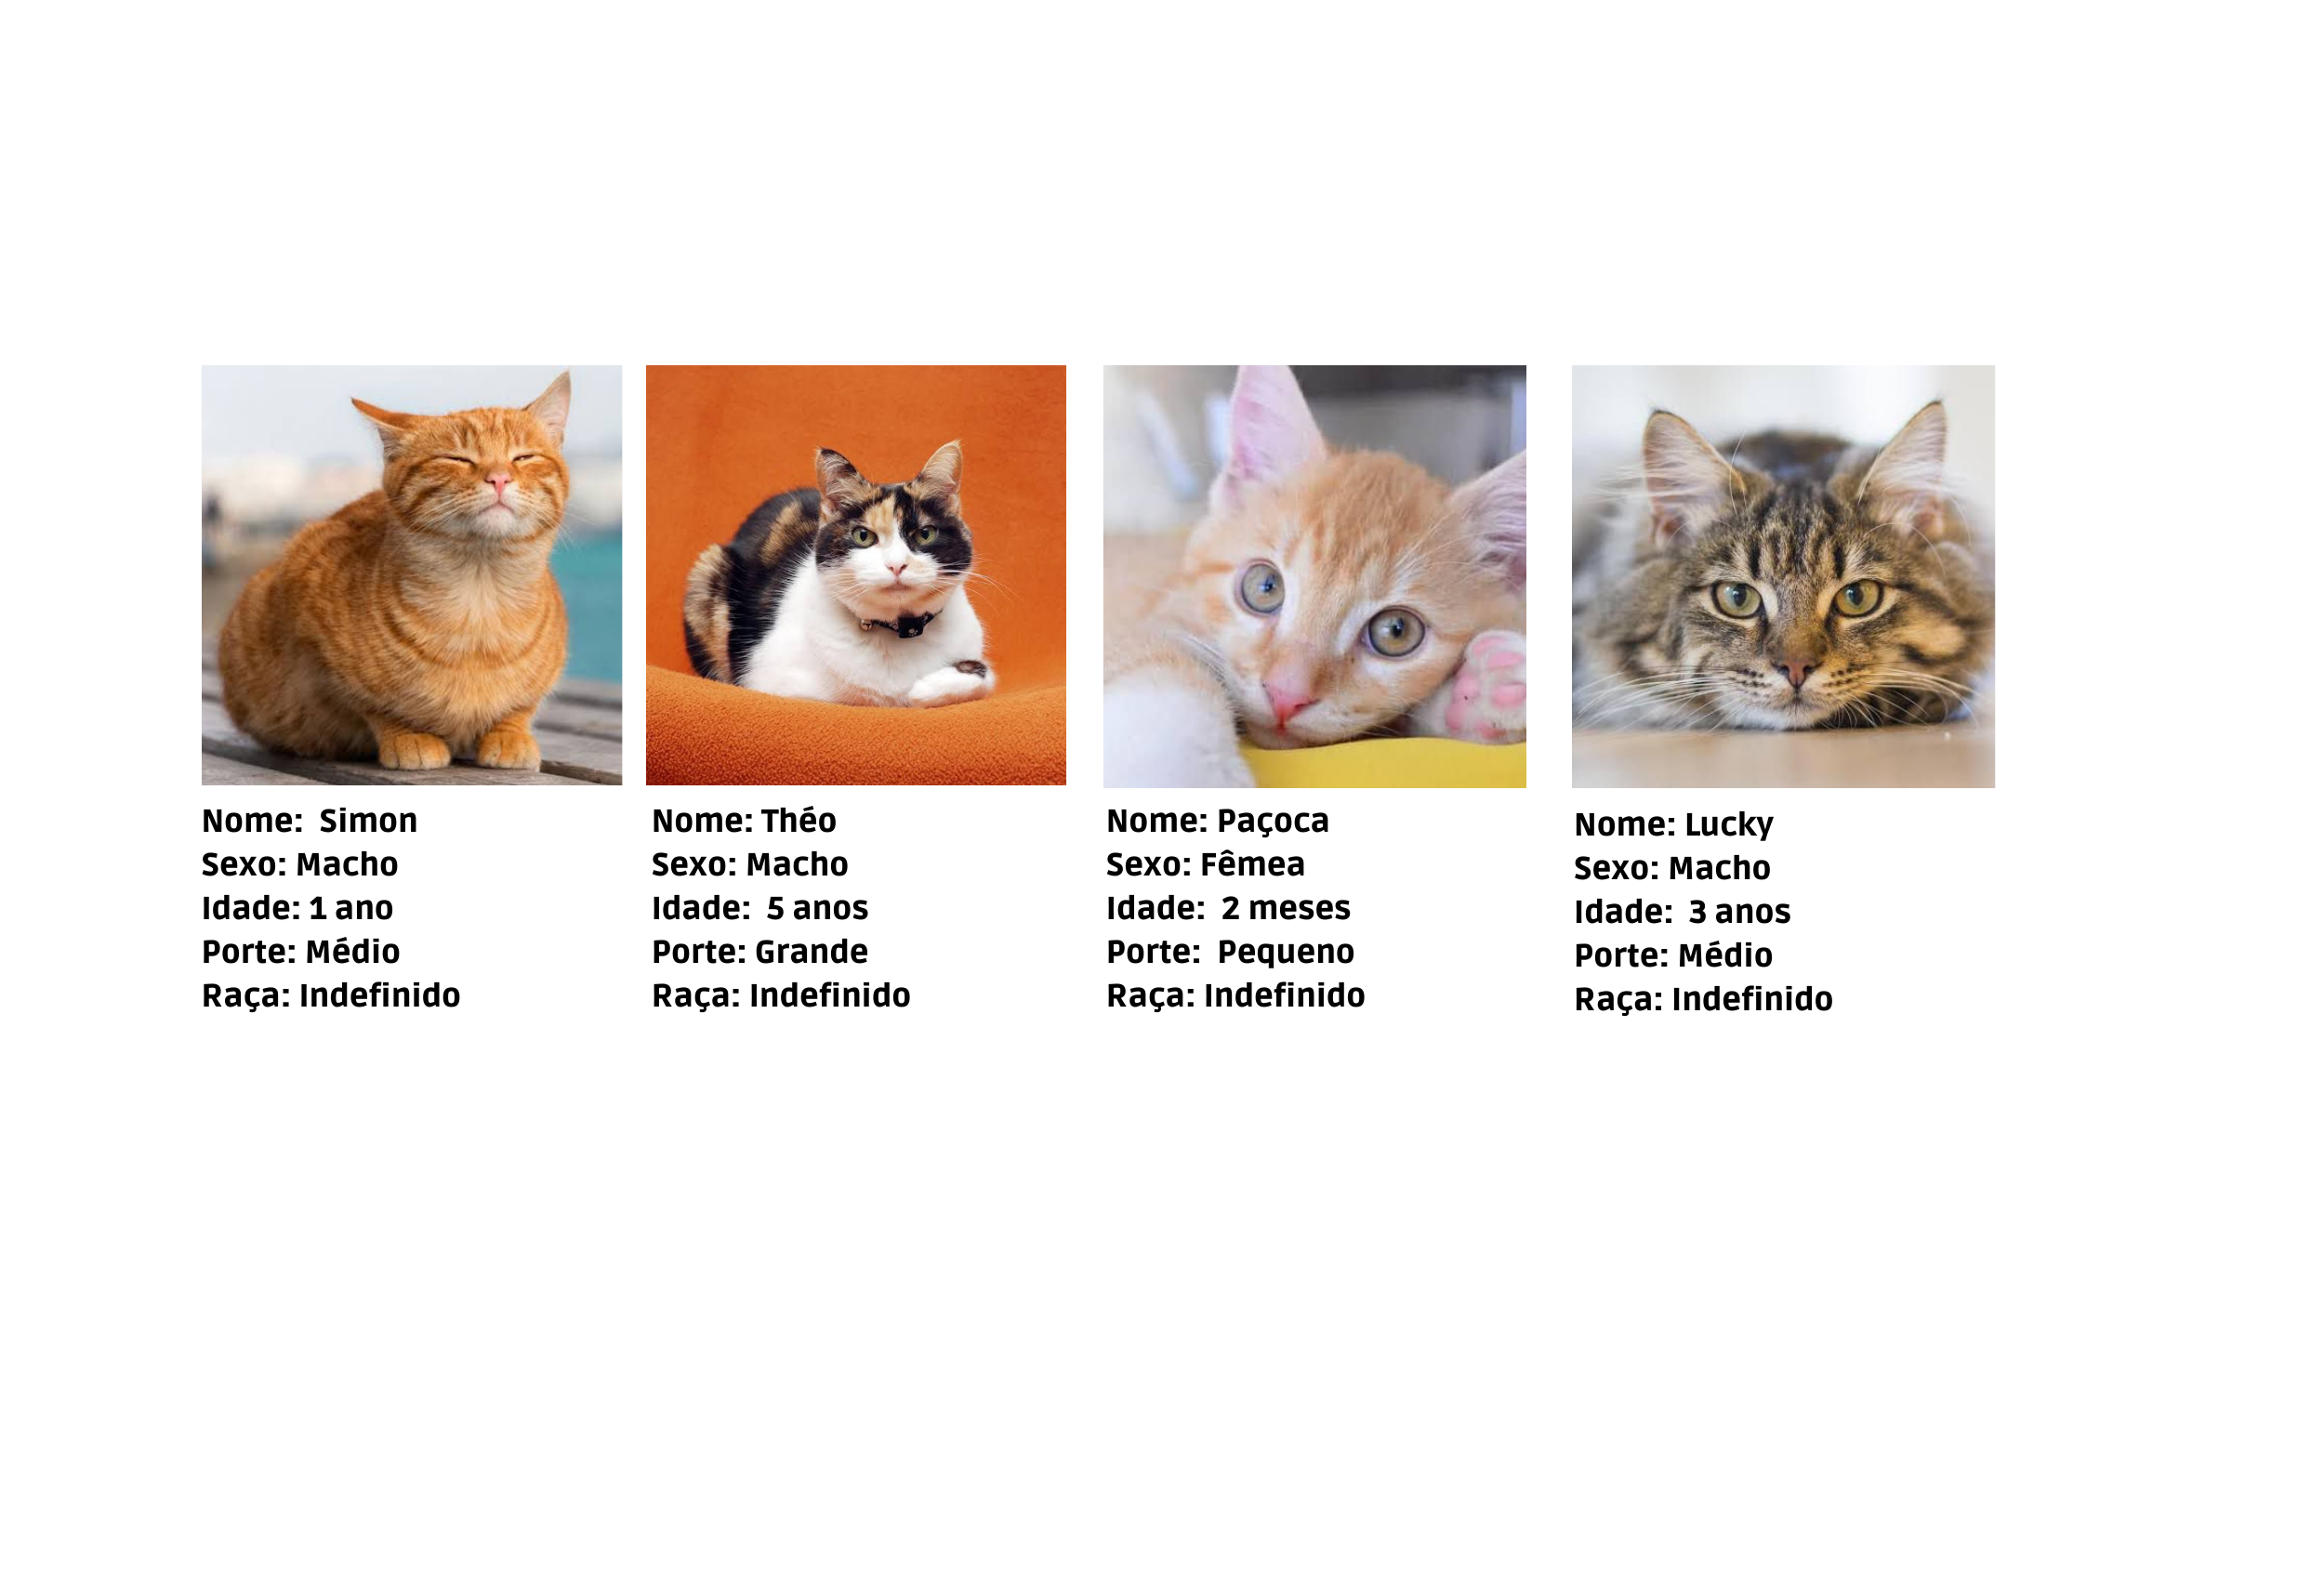 Nome: Simon
Sexo: Macho
Idade: 1 ano
Porte: Médio
Raça: Indefinido
Nome: Théo
Sexo: Macho
Idade: 5 anos
Porte: Grande
Raça: Indefinido
Nome: Paçoca
Sexo: Fêmea
Idade: 2 meses
Porte: Pequeno
Raça: Indefinido
Nome: Lucky
Sexo: Macho
Idade: 3 anos
Porte: Médio
Raça: Indefinido